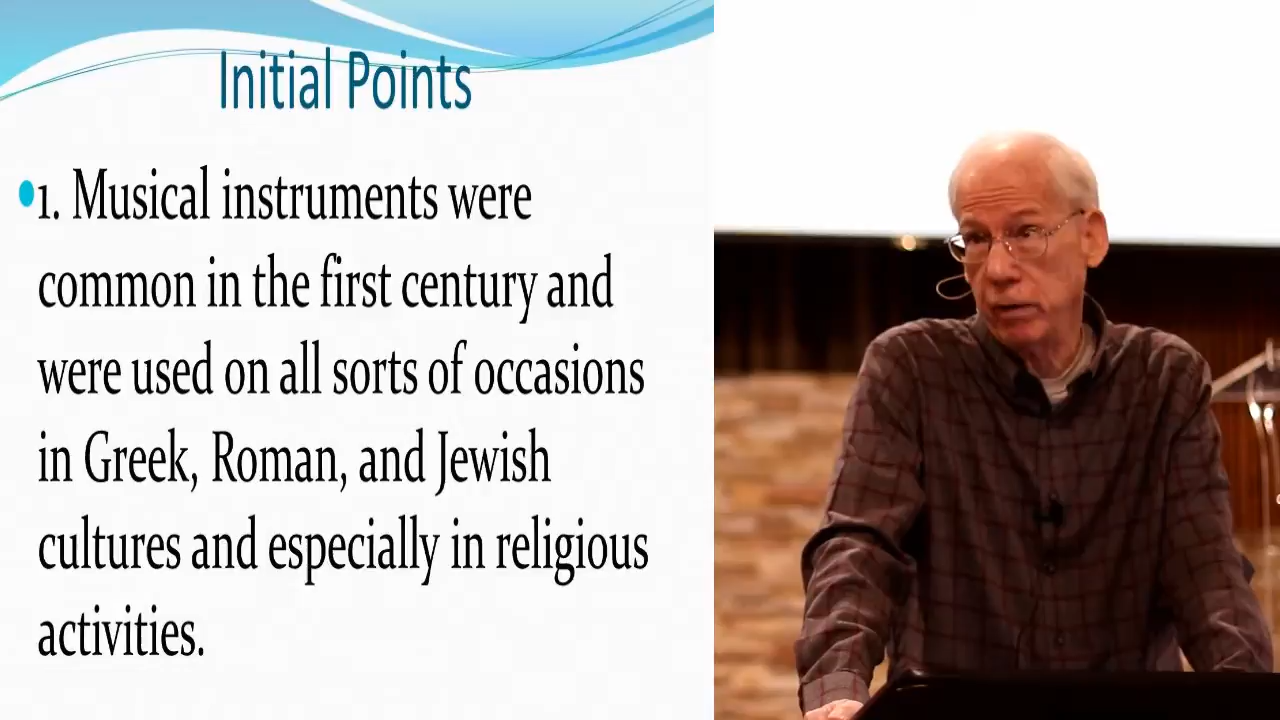 Initial Points
•1. Musical instruments were
common in the first century and
were used on all sorts of occasions
in Greek, Roman, and Jewish
cultures and especially in religious
activities.